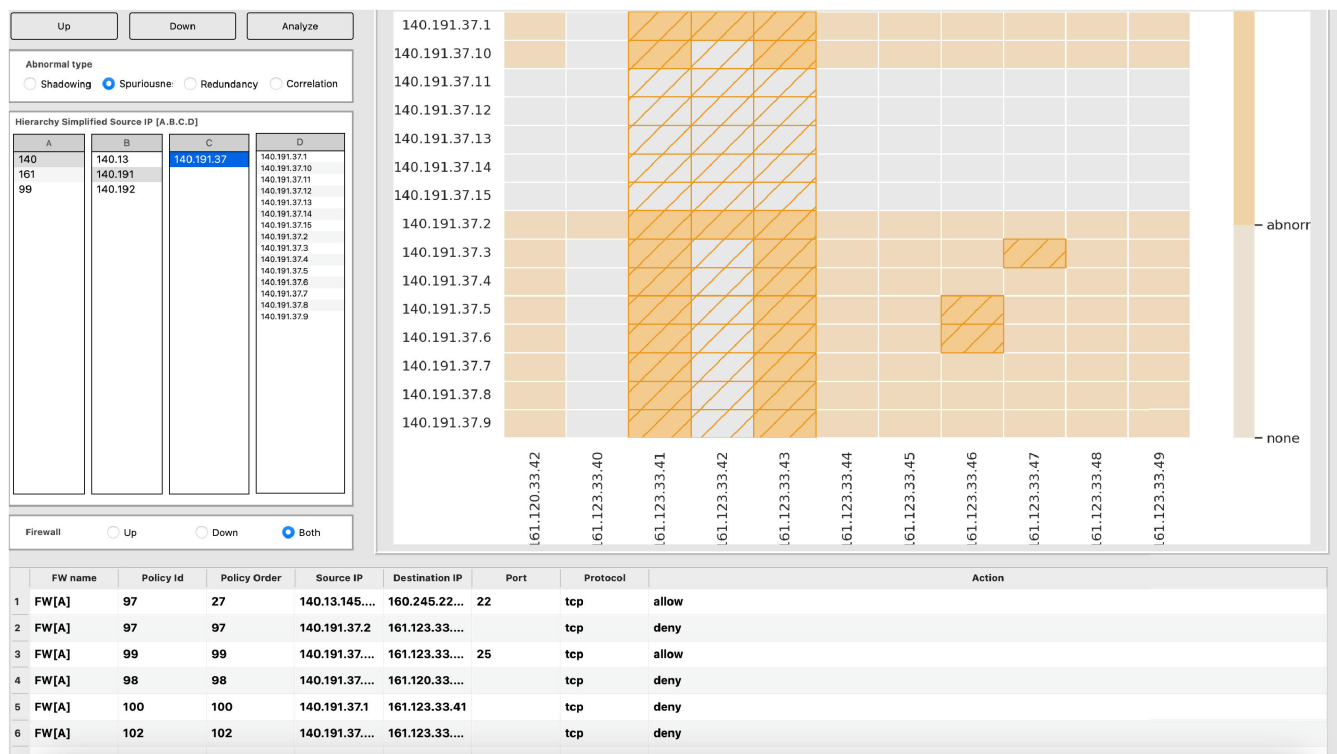 Up Down Analyze
Abnormal type
Shadowing Spuriousne: Redundancy Correlation
Hierarchy Simplified Source IP [A.B.C.D]
A B C D
140 140.13 140.191.37 140.191.37.1
161 140.191 140.191.37.10
99 140.192 140.191.37.11
140.191.37.12
140.191.37.13
140.191.37.14
140.191.37.15
140.191.37.2
140.191.37.3
140.191.37.4
140.191.37.5
140.191.37.6
140.191.37.7
140.191.37.8
140.191.37.9
Firewall Up Down Both
140.191.37.1
140.191.37.10
140.191.37.11
140.191.37.12
140.191.37.13
140.191.37.14
140.191.37.15
140.191.37.2
140.191.37.3
140.191.37.4
140.191.37.5
140.191.37.6
140.191.37.7
140.191.37.8
140.191.37.9
abnorr
none
161.120.33.42
161.123.33.40
161.123.33.41
161.123.33.42
161.123.33.43
161.123.33.44
161.123.33.45
161.123.33.46
161.123.33.47
161.123.33.48
161.123.33.49
FW name Policy Id Policy Order Source IP Destination IP Port Protocol Action
1 FW[A] 97 27 140.13.145.... 160.245.22... 22 tcp allow
2 FW[A] 97 97 140.191.37.2 161.123.33.... tcp deny
3 FW[A] 99 99 140.191.37.... 161.123.33.... 25 tcp allow
4 FW[A] 98 98 140.191.37.... 161.120.33.... tcp deny
5 FW[A] 100 100 140.191.37.1 161.123.33.41 tcp deny
6 FW[A] 102 102 140.191.37.... 161.123.33.... tcp deny